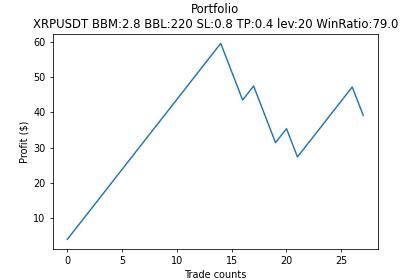 Portfolio
XRPUSDT BBM:2.8 BBL:220 SL:0.8 TP:0.4 lev:20 WinRatio:79.0
60
50
40
30
20
10
Profit ($)
0 5 10 15 20 25
Trade counts